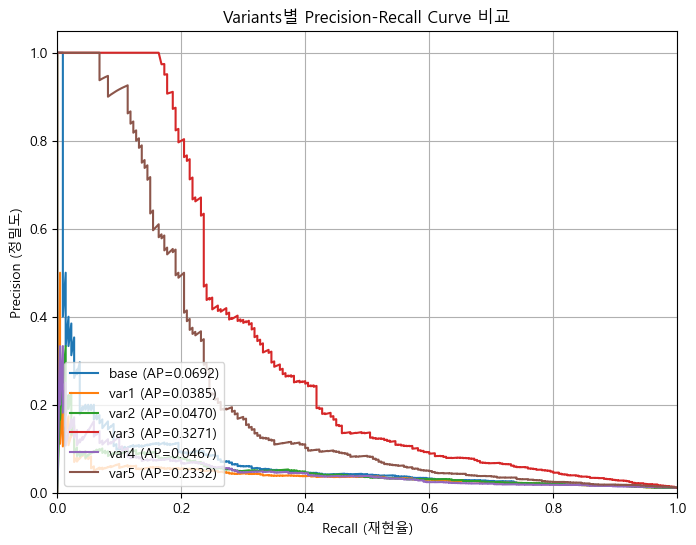 Variants별 Precision-Recall Curve 비교
Precision (정밀도)
1.0
0.8
0.6
0.4
0.2
0.0
base (AP=0.0692)
var1 (AP=0.0385)
var2 (AP=0.0470)
var3 (AP=0.3271)
var4 (AP=0.0467)
var5 (AP=0.2332)
0.0 0.2 0.4 0.6 0.8 1.0
Recall (재현율)